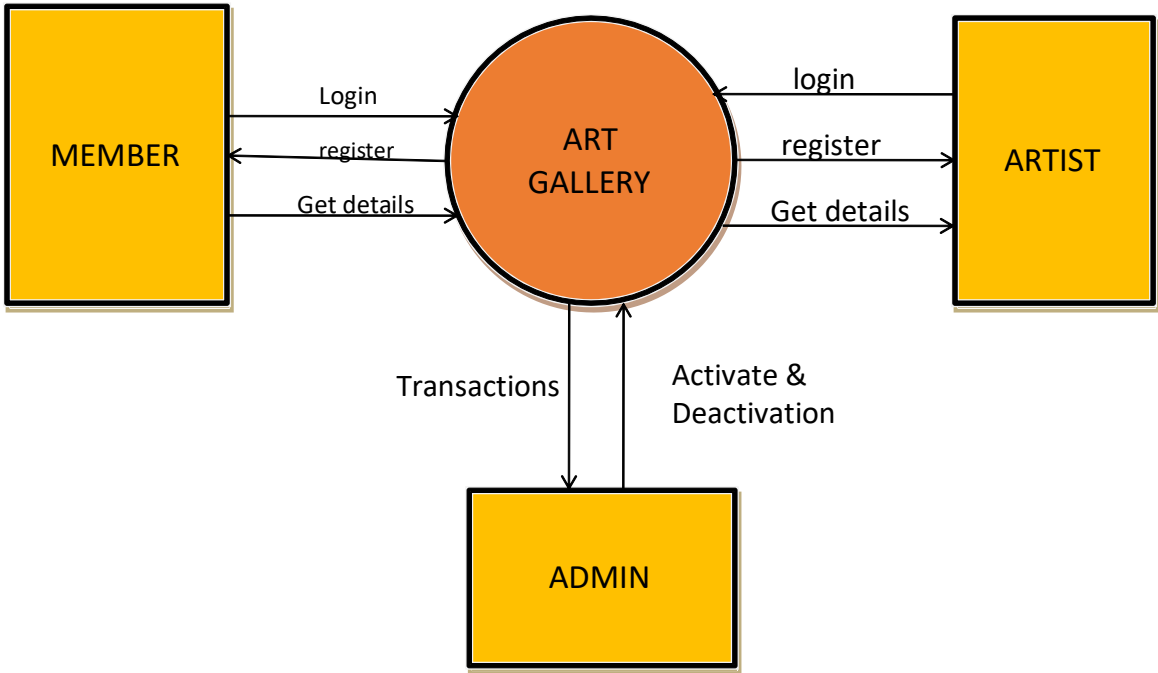 MEMBER
Login
register
Get details
ART
GALLERY
login
register
Get details
ARTIST
Transactions
Activate &
Deactivation
ADMIN